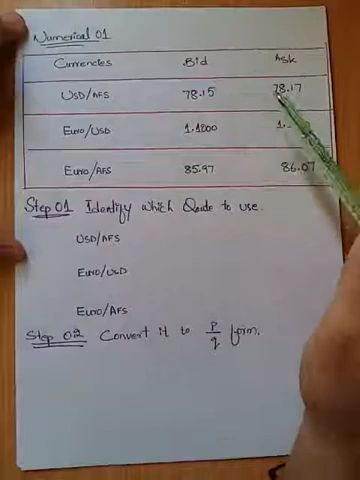 Numerical 01
Currencies Bid Ask
USD/AFS 78.15 78.17
Euro/USD 1.1000 1.
Euro/AFS 85.97 86.07
Step 01 Identify which Quote to use.
USD/AFS
Euro/USD
Euro/AFS
Step 02 Convert it to P/q form.